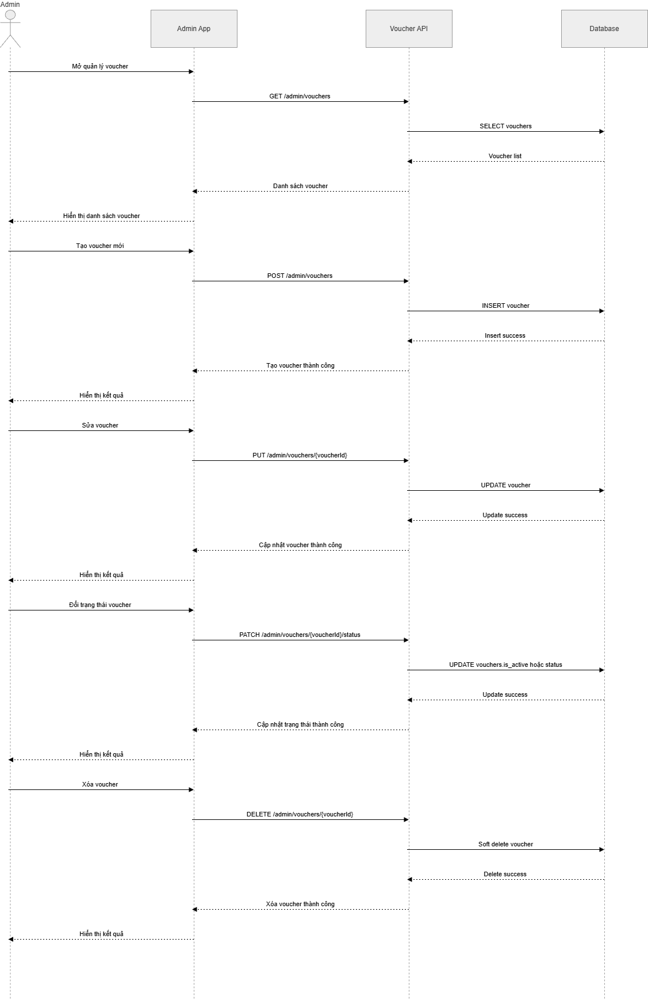 Admin
Admin App
Voucher API
Database
Mở quản lý voucher
GET /admin/vouchers
SELECT vouchers
Voucher list
Danh sách voucher
Hiển thị danh sách voucher
Tạo voucher mới
POST /admin/vouchers
INSERT voucher
Insert success
Tạo voucher thành công
Hiển thị kết quả
Sửa voucher
PUT /admin/vouchers/{voucherId}
UPDATE voucher
Update success
Cập nhật voucher thành công
Hiển thị kết quả
Đổi trạng thái voucher
PATCH /admin/vouchers/{voucherId}/status
UPDATE vouchers.is_active hoặc status
Update success
Cập nhật trạng thái thành công
Hiển thị kết quả
Xóa voucher
DELETE /admin/vouchers/{voucherId}
Soft delete voucher
Delete success
Xóa voucher thành công
Hiển thị kết quả